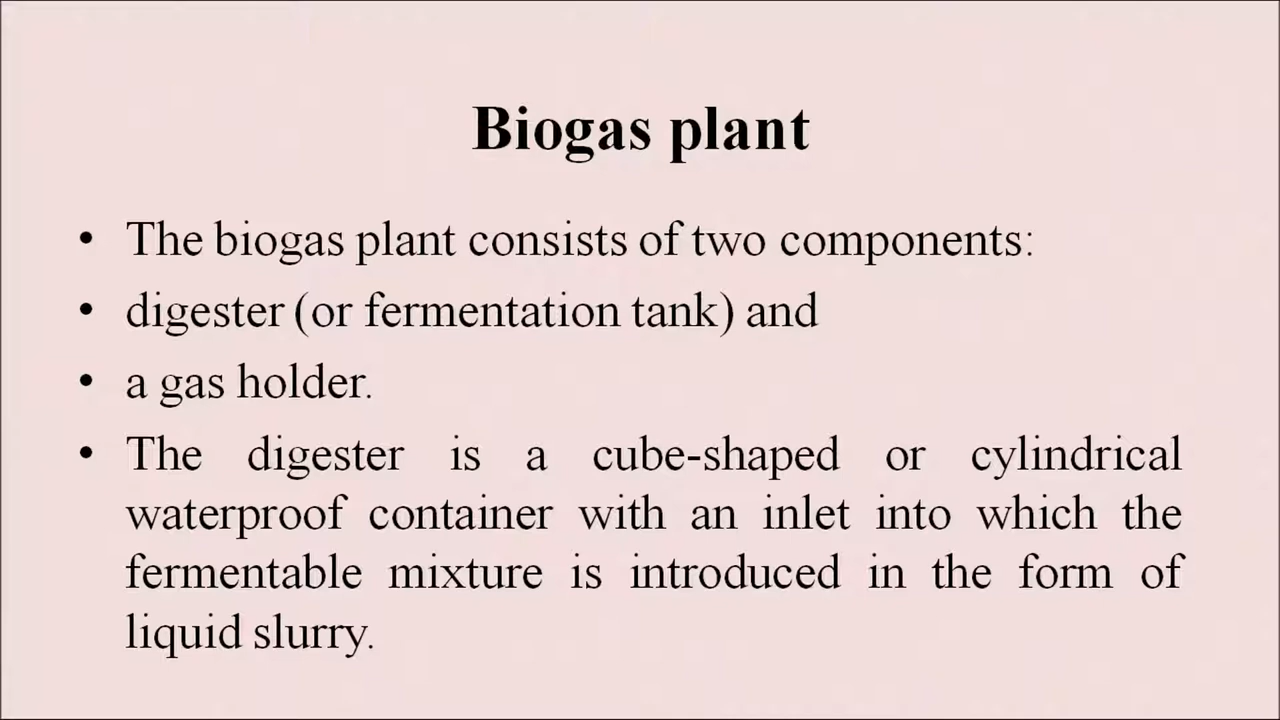 Biogas plant
• The biogas plant consists of two components:
• digester (or fermentation tank) and
• a gas holder.
• The digester is a cube-shaped or cylindrical
waterproof container with an inlet into which the
fermentable mixture is introduced in the form of
liquid slurry.